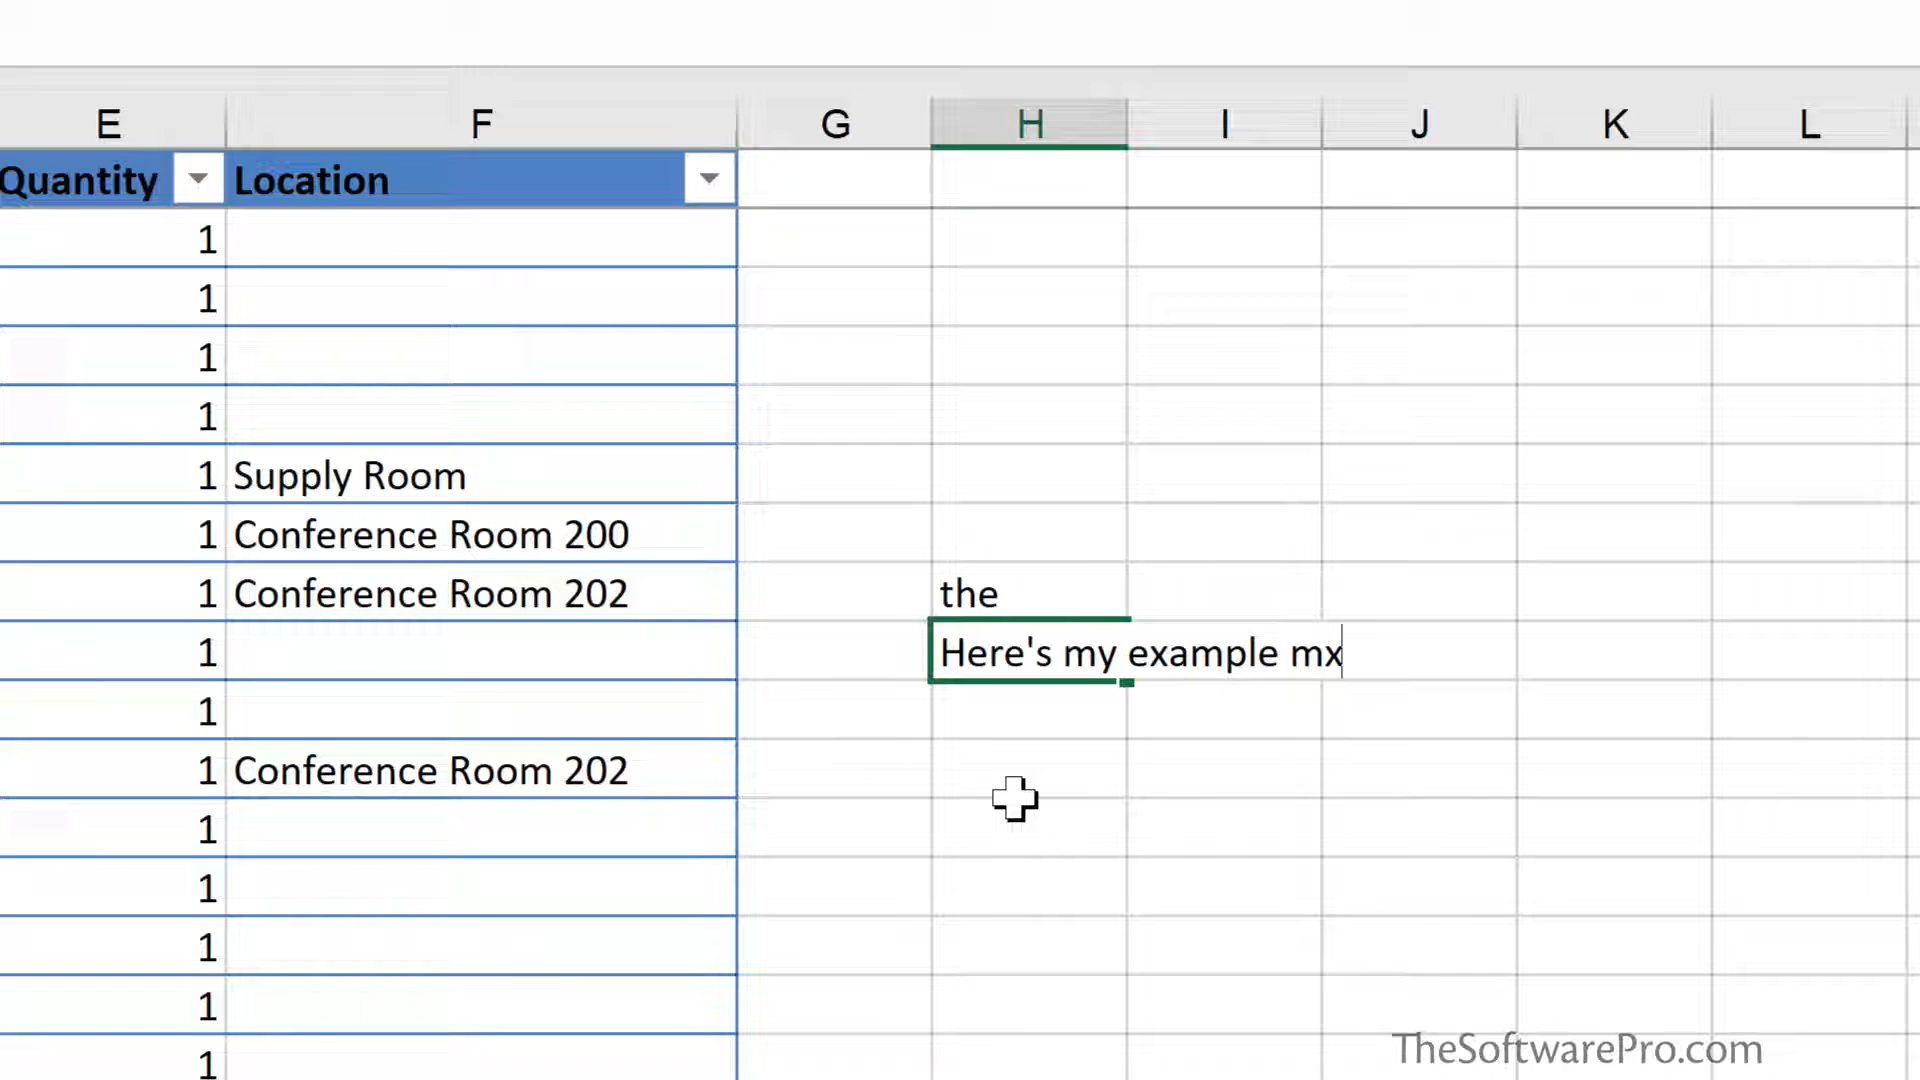 E F G H I J K L
Quantity Location
1
1
1
1
1 Supply Room
1 Conference Room 200
1 Conference Room 202 the
1 Here's my example mx
1
1 Conference Room 202
1
1
1
1
1
TheSoftwarePro.com